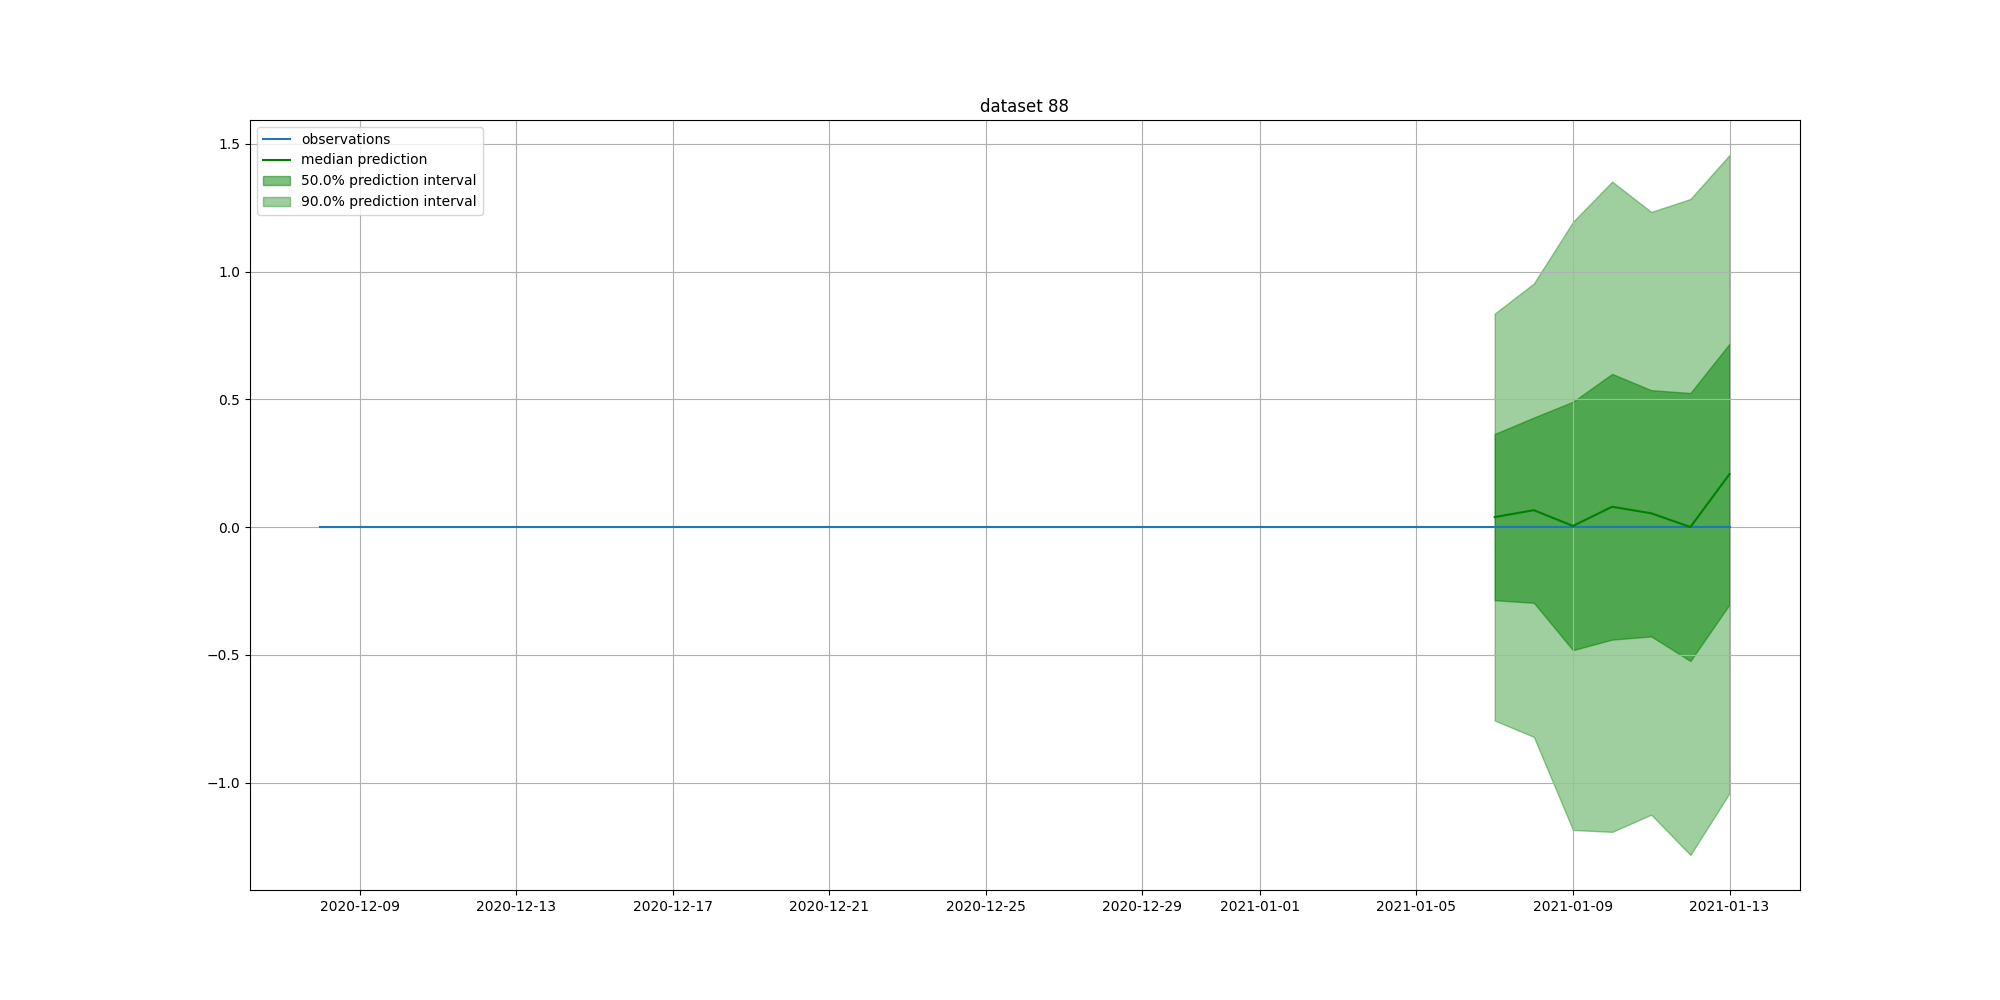 dataset 88
observations
median prediction
50.0% prediction interval
90.0% prediction interval
1.5
1.0
0.5
0.0
−0.5
−1.0
2020-12-09 2020-12-13 2020-12-17 2020-12-21 2020-12-25 2020-12-29 2021-01-01 2021-01-05 2021-01-09 2021-01-13